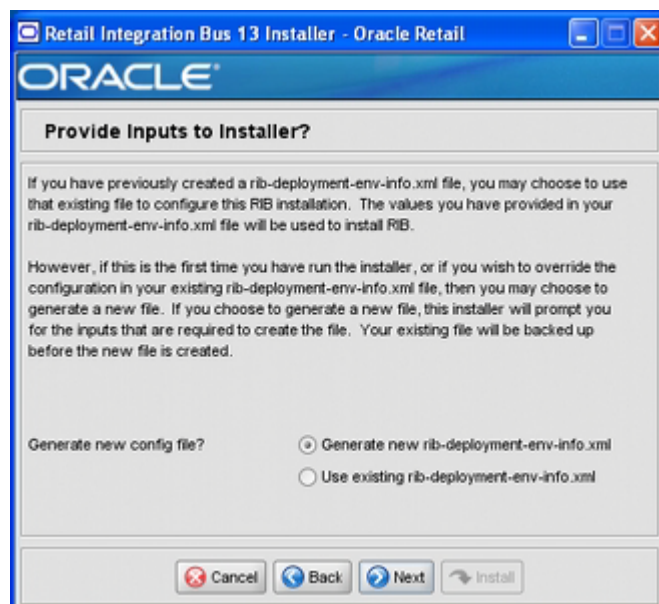 Retail Integration Bus 13 Installer - Oracle Retail
ORACLE®
Provide Inputs to Installer?
If you have previously created a rib-deployment-env-info.xml file, you may choose to use
that existing file to configure this RIB installation. The values you have provided in your
rib-deployment-env-info.xml file will be used to install RIB.
However, if this is the first time you have run the installer, or if you wish to override the
configuration in your existing rib-deployment-env-info.xml file, then you may choose to
generate a new file. If you choose to generate a new file, this installer will prompt you
for the inputs that are required to create the file. Your existing file will be backed up
before the new file is created.
Generate new config file?
Generate new rib-deployment-env-info.xml
Use existing rib-deployment-env-info.xml
Cancel Back Next Install